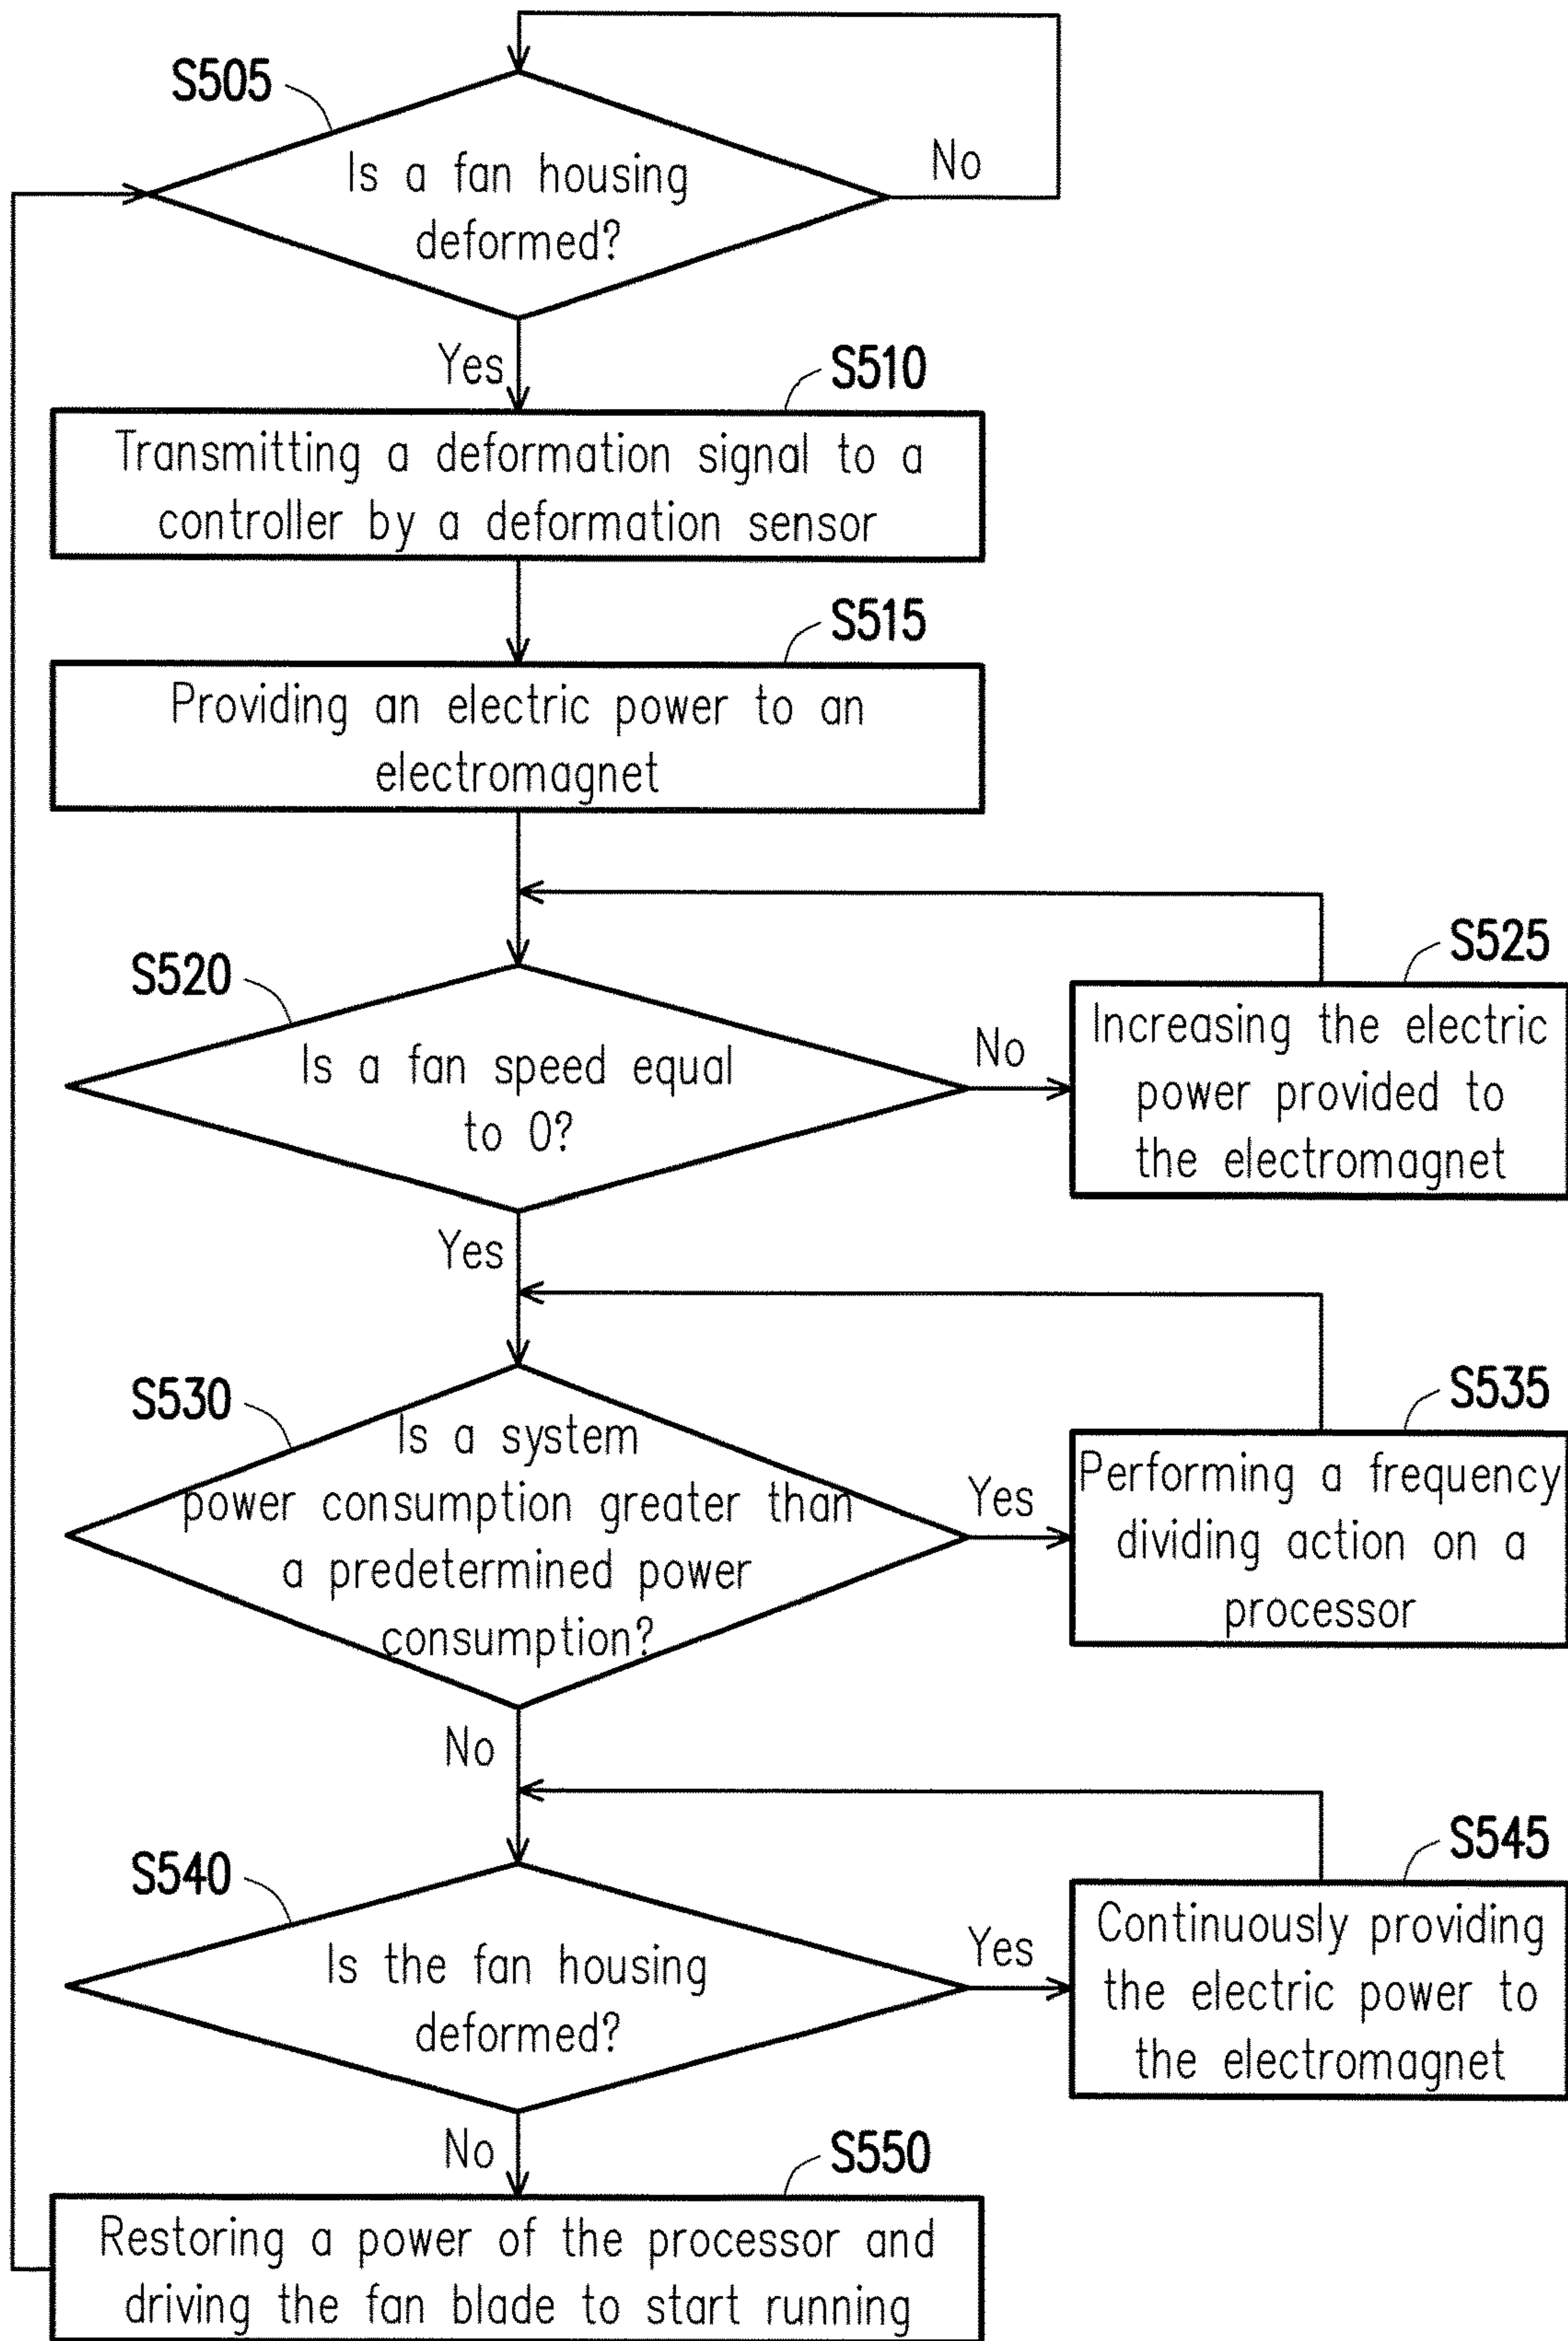 S505
Is a fan housing
deformed?
No
Yes
S510
Transmitting a deformation signal to a
controller by a deformation sensor
S515
Providing an electric power to an
electromagnet
S520
Is a fan speed equal
to 0?
No
S525
Increasing the electric
power provided to
the electromagnet
Yes
S530
Is a system
power consumption greater than
a predetermined power
consumption?
Yes
S535
Performing a frequency
dividing action on a
processor
No
S540
Is the fan housing
deformed?
Yes
S545
Continuously providing
the electric power to
the electromagnet
No
S550
Restoring a power of the processor and
driving the fan blade to start running